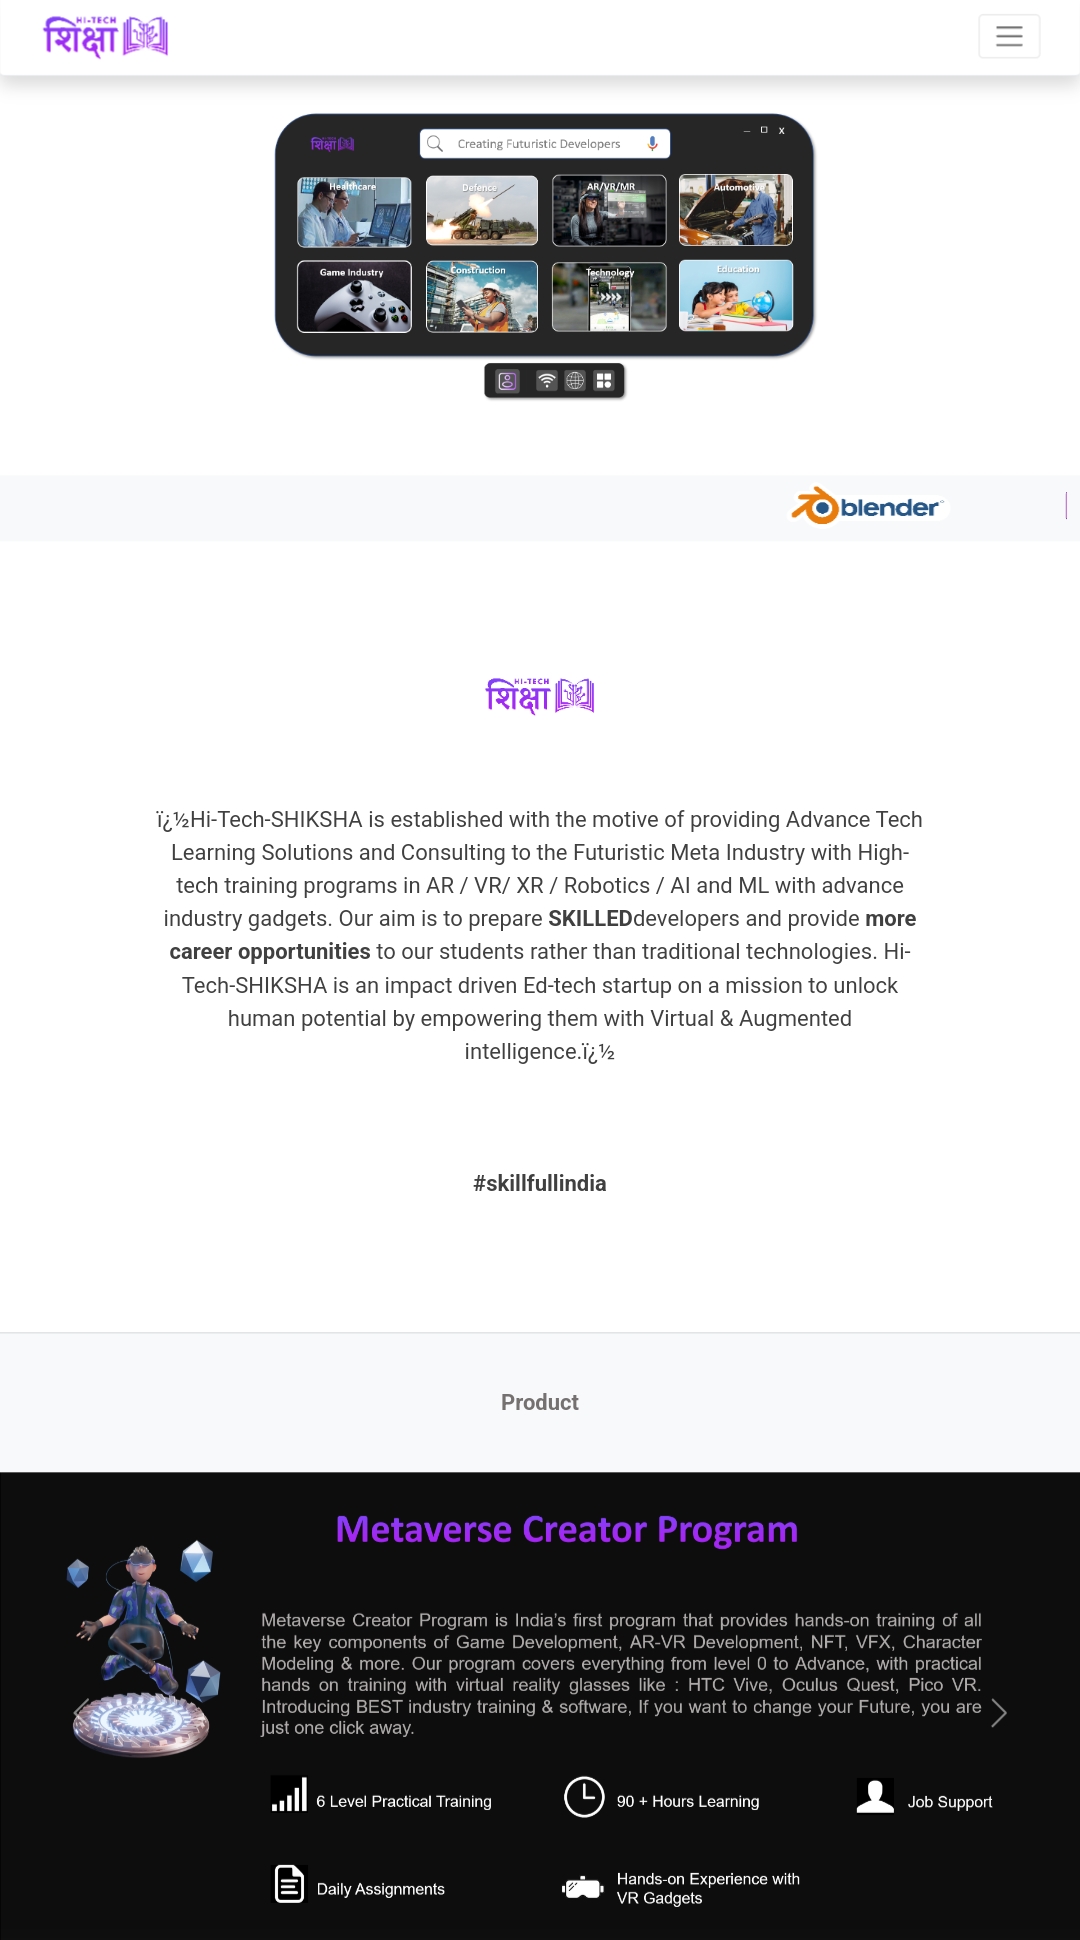 HI-TECH
शिक्षा
शिक्षा
Creating Futuristic Developers
Healthcare
Defence
AR/VR/MR
Automotive
Game Industry
Construction
Technology
Education
blender
HI-TECH
शिक्षा
ï¿½Hi-Tech-SHIKSHA is established with the motive of providing Advance Tech
Learning Solutions and Consulting to the Futuristic Meta Industry with High-
tech training programs in AR / VR/ XR / Robotics / AI and ML with advance
industry gadgets. Our aim is to prepare SKILLEDdevelopers and provide more
career opportunities to our students rather than traditional technologies. Hi-
Tech-SHIKSHA is an impact driven Ed-tech startup on a mission to unlock
human potential by empowering them with Virtual & Augmented
intelligence.ï¿½
#skillfullindia
Product
Metaverse Creator Program
Metaverse Creator Program is India's first program that provides hands-on training of all
the key components of Game Development, AR-VR Development, NFT, VFX, Character
Modeling & more. Our program covers everything from level 0 to Advance, with practical
hands on training with virtual reality glasses like : HTC Vive, Oculus Quest, Pico VR.
Introducing BEST industry training & software, If you want to change your Future, you are
just one click away.
6 Level Practical Training
90 + Hours Learning
Job Support
Daily Assignments
Hands-on Experience with
VR Gadgets